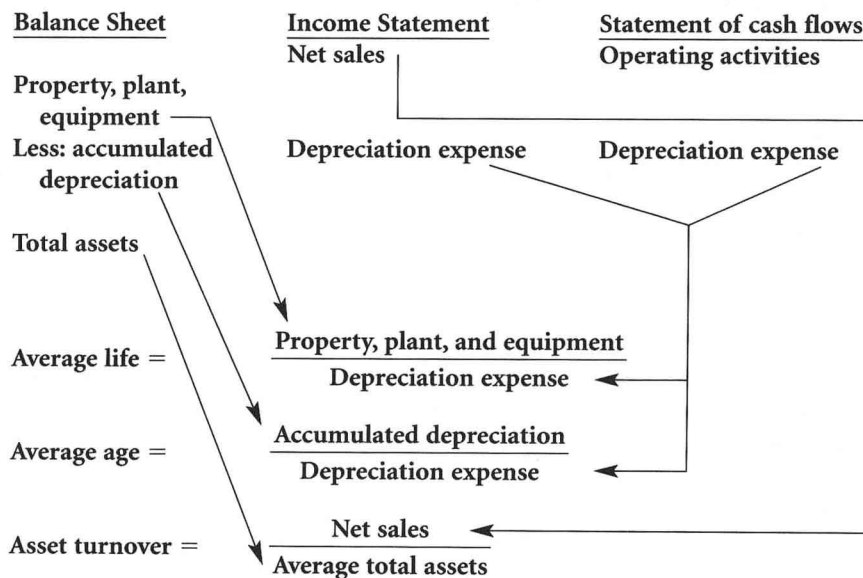 Balance Sheet
Income Statement
Statement of cash flows
Net sales
Operating activities
Property, plant,
equipment
Less: accumulated
depreciation
Depreciation expense
Depreciation expense
Total assets
Average life =
Property, plant, and equipment
Depreciation expense
Average age =
Accumulated depreciation
Depreciation expense
Asset turnover =
Net sales
Average total assets